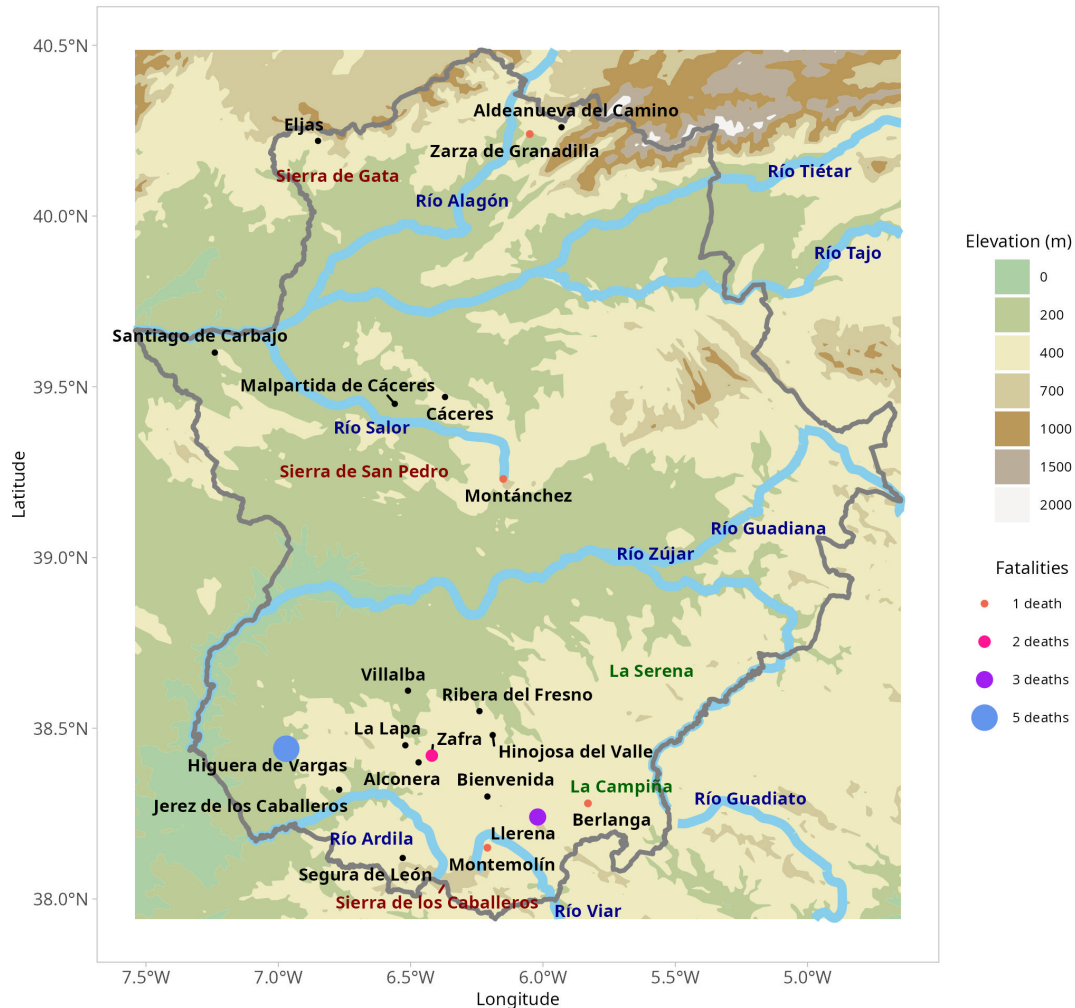 40.5°N
Aldeanueva del Camino
Eljas
Zarza de Granadilla
Río Tiétar
Sierra de Gata
Río Alagón
40.0°N
Río Tajo
Elevation (m)
0
200
400
700
1000
1500
2000
Santiago de Carbajo
39.5°N
Malpartida de Cáceres
Cáceres
Río Salor
Sierra de San Pedro
Montánchez
Latitude
Río Guadiana
39.0°N
Río Zújar
Fatalities
1 death
2 deaths
3 deaths
5 deaths
La Serena
Villalba
Ribera del Fresno
38.5°N
La Lapa
Zafra
Hinojosa del Valle
Higuera de Vargas
Alconera
Bienvenida
La Campiña
Río Guadiato
Jerez de los Caballeros
Berlanga
Llerena
Río Ardila
Montemolín
Segura de León
38.0°N
Sierra de los Caballeros
Río Viar
7.5°W
7.0°W
6.5°W
6.0°W
5.5°W
5.0°W
Longitude